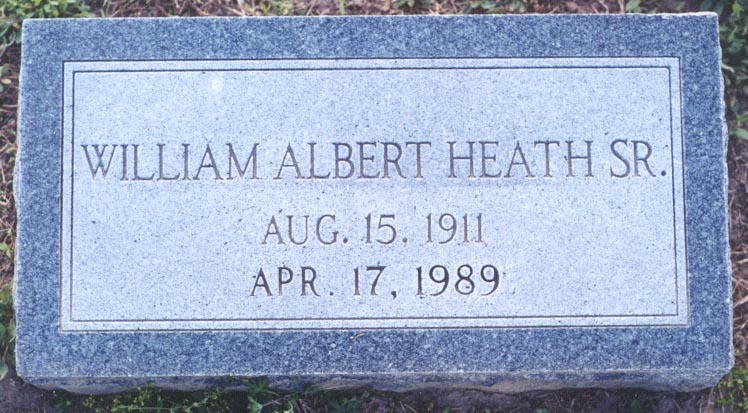 WILLIAM ALBERT HEATH SR.
AUG. 15, 1911
APR. 17, 1989